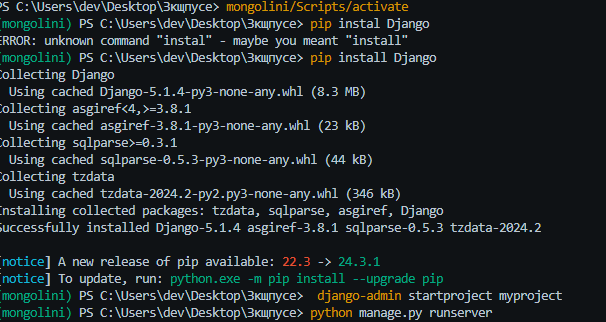 PS C:\Users\dev\Desktop\Зкщпусе> mongolini/Scripts/activate
(mongolini) PS C:\Users\dev\Desktop\Зкщпусе> pip instal Django
ERROR: unknown command "instal" - maybe you meant "install"
(mongolini) PS C:\Users\dev\Desktop\Зкщпусе> pip install Django
Collecting Django
Using cached Django-5.1.4-py3-none-any.whl (8.3 MB)
Collecting asgiref<4,>=3.8.1
Using cached asgiref-3.8.1-py3-none-any.whl (23 kB)
Collecting sqlparse>=0.3.1
Using cached sqlparse-0.5.3-py3-none-any.whl (44 kB)
Collecting tzdata
Using cached tzdata-2024.2-py2.py3-none-any.whl (346 kB)
Installing collected packages: tzdata, sqlparse, asgiref, Django
Successfully installed Django-5.1.4 asgiref-3.8.1 sqlparse-0.5.3 tzdata-2024.2
[notice] A new release of pip available: 22.3 -> 24.3.1
[notice] To update, run: python.exe -m pip install --upgrade pip
(mongolini) PS C:\Users\dev\Desktop\Зкщпусе>  django-admin startproject myproject
(mongolini) PS C:\Users\dev\Desktop\Зкщпусе> python manage.py runserver